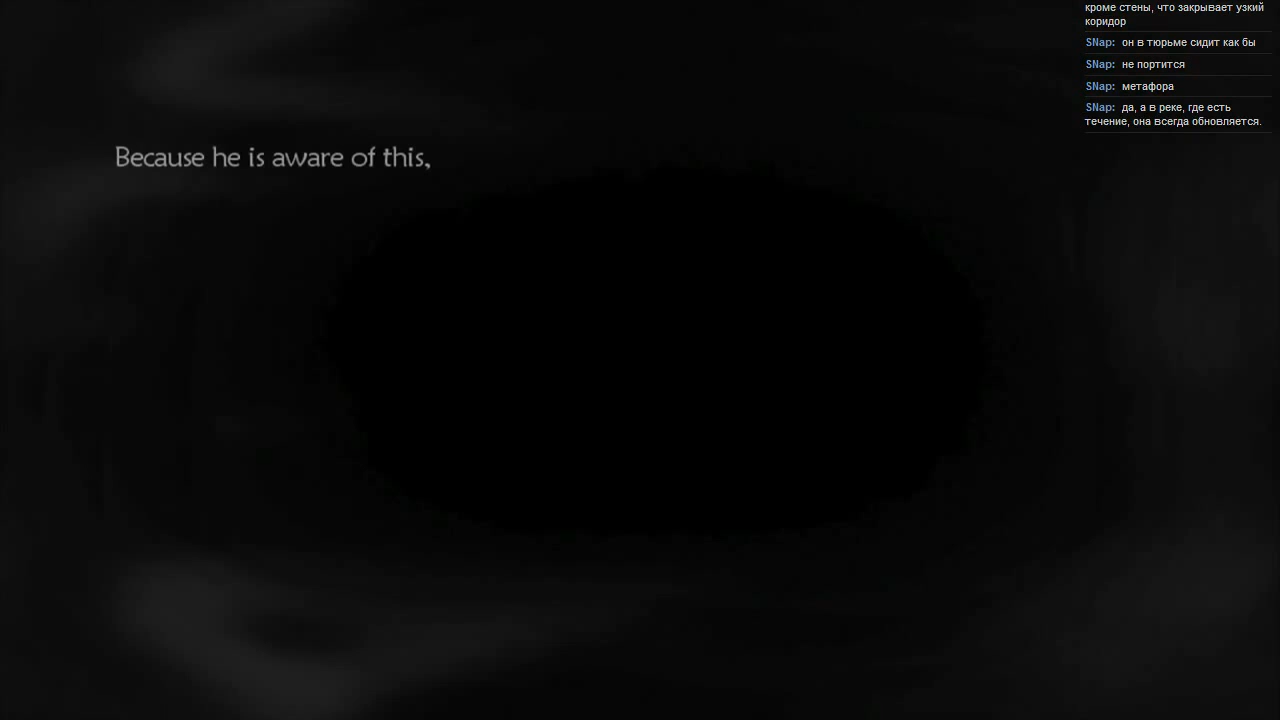 кроме стены, что закрывает узкий
коридор
SNap: он в тюрьме сидит как бы
SNap: не портится
SNap: метафора
SNap: да, а в реке, где есть
течение, она всегда обновляется.
Because he is aware of this,